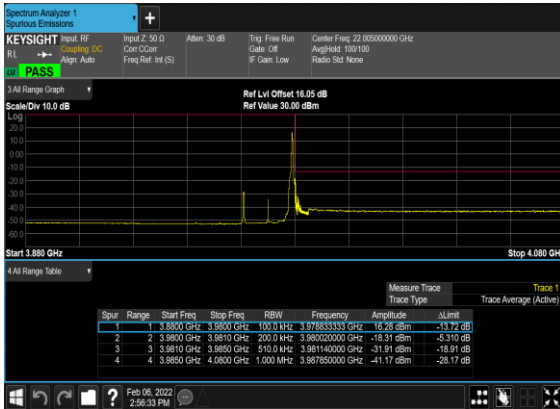 Spectrum Analyzer 1
Spurious Emissions
KEYSIGHT Input: RF Input Z: 50 Ω Atten: 30 dB Trig: Free Run Center Freq: 22.005000000 GHz
RL Coupling: DC Corr CCorr Gate: Off Avg|Hold: 100/100
Align: Auto Freq Ref: Int (S) IF Gain: Low Radio Std: None
LN PASS
3 All Range Graph
Ref Lvl Offset 16.05 dB
Scale/Div 10.0 dB Ref Value 30.00 dBm
Log
20.0
10.0
0.00
-10.0
-20.0
-30.0
-40.0
-50.0
-60.0
Start 3.880 GHz Stop 4.080 GH
4 All Range Table
Measure Trace Trace 1
Trace Type Trace Average (Active)
Spur Range Start Freq Stop Freq RBW Frequency Amplitude ΔLimit
1 1 3.8800 GHz 3.9800 GHz 100.0 kHz 3.978833333 GHz 16.28 dBm -13.72 dB
2 2 3.9800 GHz 3.9810 GHz 200.0 kHz 3.980020000 GHz -18.31 dBm -5.310 dB
3 3 3.9810 GHz 3.9850 GHz 510.0 kHz 3.981140000 GHz -31.91 dBm -18.91 dB
4 4 3.9850 GHz 4.0800 GHz 1.000 MHz 3.987850000 GHz -41.17 dBm -28.17 dB
? Feb 06, 2022
2:56:33 PM